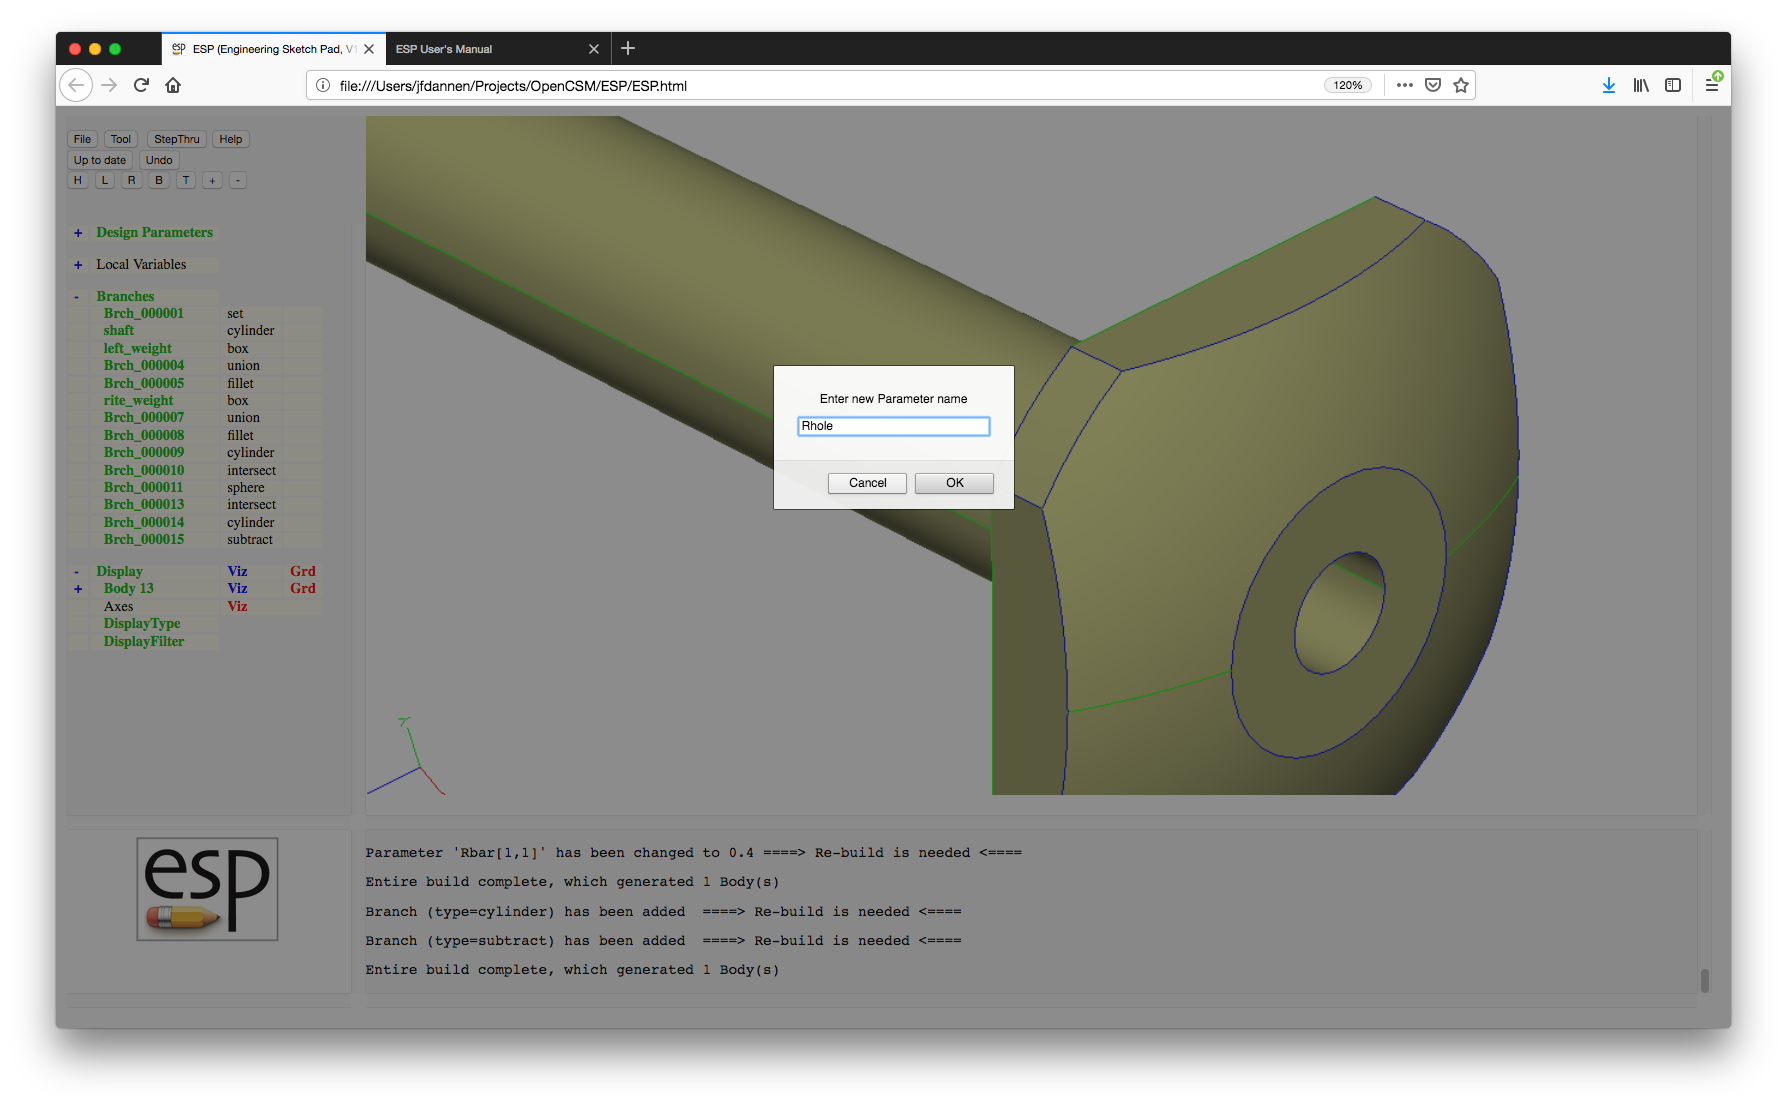 ESP (Engineering Sketch Pad, V1
ESP User's Manual
file:///Users/jfdannen/Projects/OpenCSM/ESP/ESP.html
120%
File Tool StepThru Help
Up to date Undo
H L R B T + -
+ Design Parameters
+ Local Variables
- Branches
Brch_000001 set
shaft cylinder
left_weight box
Brch_000004 union
Brch_000005 fillet
rite_weight box
Brch_000007 union
Brch_000008 fillet
Brch_000009 cylinder
Brch_000010 intersect
Brch_000011 sphere
Brch_000013 intersect
Brch_000014 cylinder
Brch_000015 subtract
- Display Viz Grd
+ Body 13 Viz Grd
Axes Viz
DisplayType
DisplayFilter
Enter new Parameter name
Rhole
Cancel OK
esp
Parameter 'Rbar[1,1]' has been changed to 0.4 ====> Re-build is needed <====
Entire build complete, which generated 1 Body(s)
Branch (type=cylinder) has been added ====> Re-build is needed <====
Branch (type=subtract) has been added ====> Re-build is needed <====
Entire build complete, which generated 1 Body(s)